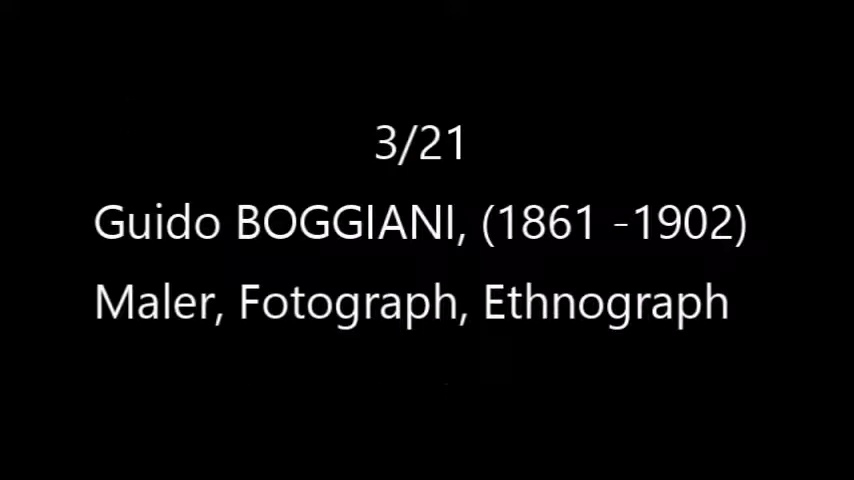 3/21
Guido BOGGIANI, (1861 -1902)
Maler, Fotograph, Ethnograph